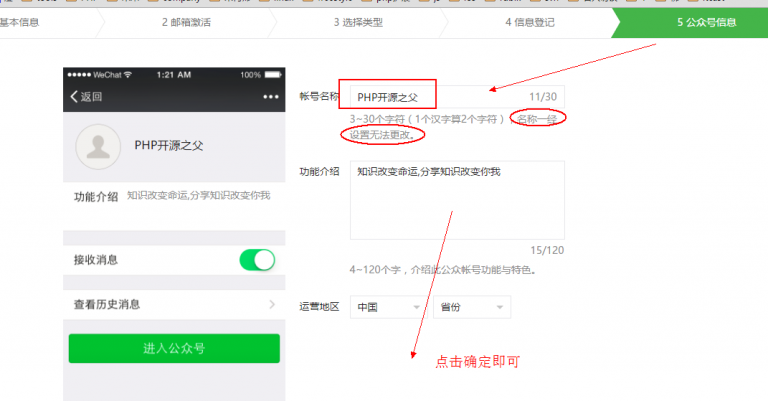 基本信息
2 邮箱激活
3 选择类型
4 信息登记
5 公众号信息
WeChat
1:21 AM
100%
返回
帐号名称
PHP开源之父
11/30
3~30个字符（1个汉字算2个字符），名称一经
设置无法更改。
PHP开源之父
功能介绍
知识改变命运,分享知识改变你我
功能介绍
知识改变命运,分享知识改变你我
15/120
4~120个字，介绍此公众帐号功能与特色。
接收消息
查看历史消息
运营地区
中国
省份
进入公众号
点击确定即可